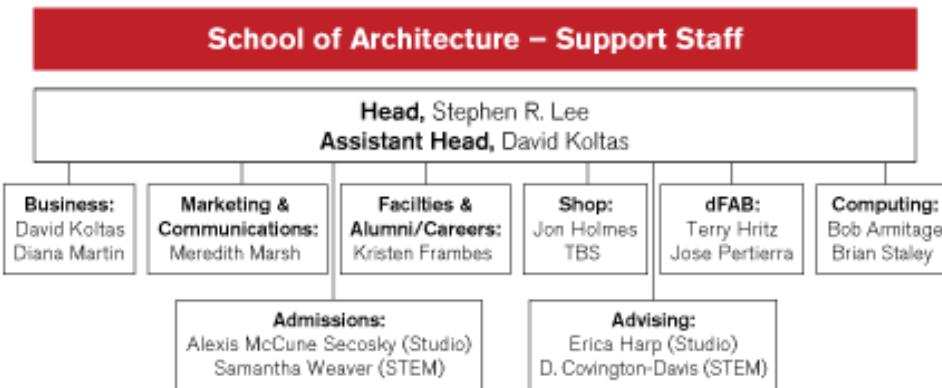 School of Architecture – Support Staff
Head, Stephen R. Lee
Assistant Head, David Koltas
Business:
David Koltas
Diana Martin
Marketing &
Communications:
Meredith Marsh
Facilties &
Alumni/Careers:
Kristen Frambes
Shop:
Jon Holmes
TBS
dFAB:
Terry Hritz
Jose Pertierra
Computing:
Bob Armitage
Brian Staley
Admissions:
Alexis McCune Secosky (Studio)
Samantha Weaver (STEM)
Advising:
Erica Harp (Studio)
D. Covington-Davis (STEM)